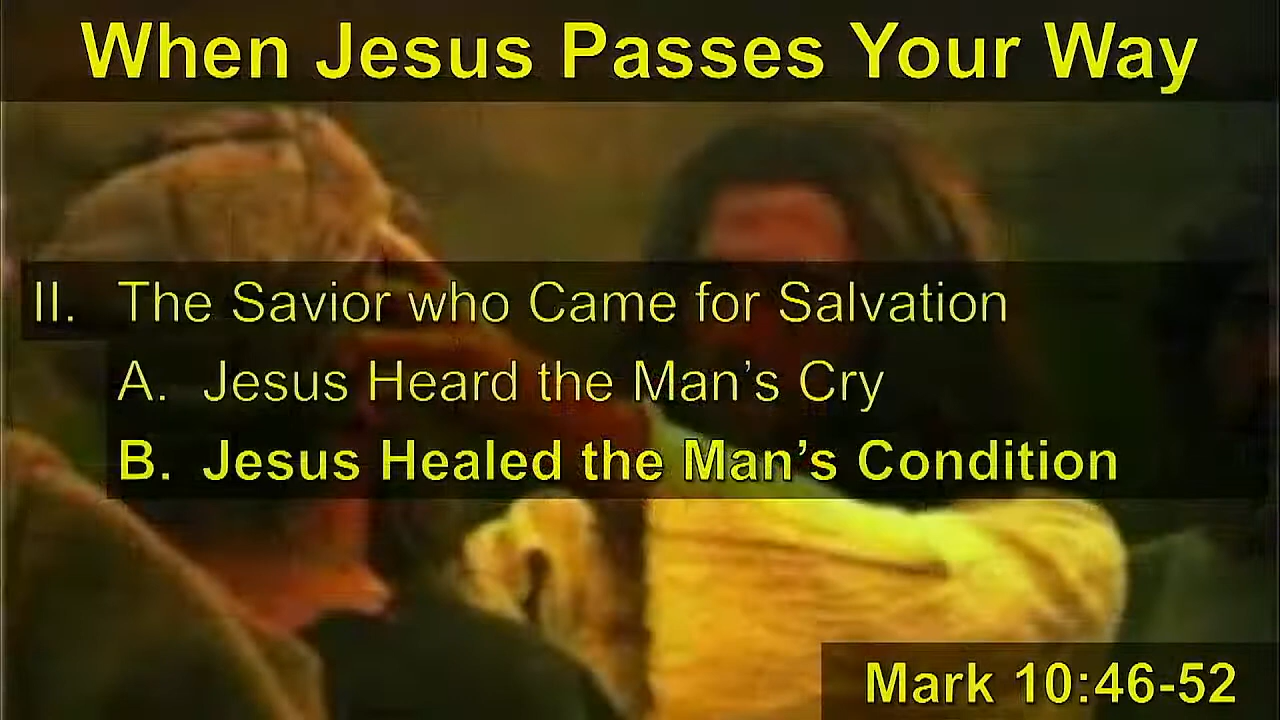 When Jesus Passes Your Way
II. The Savior who Came for Salvation
A. Jesus Heard the Man’s Cry
B. Jesus Healed the Man’s Condition
Mark 10:46-52